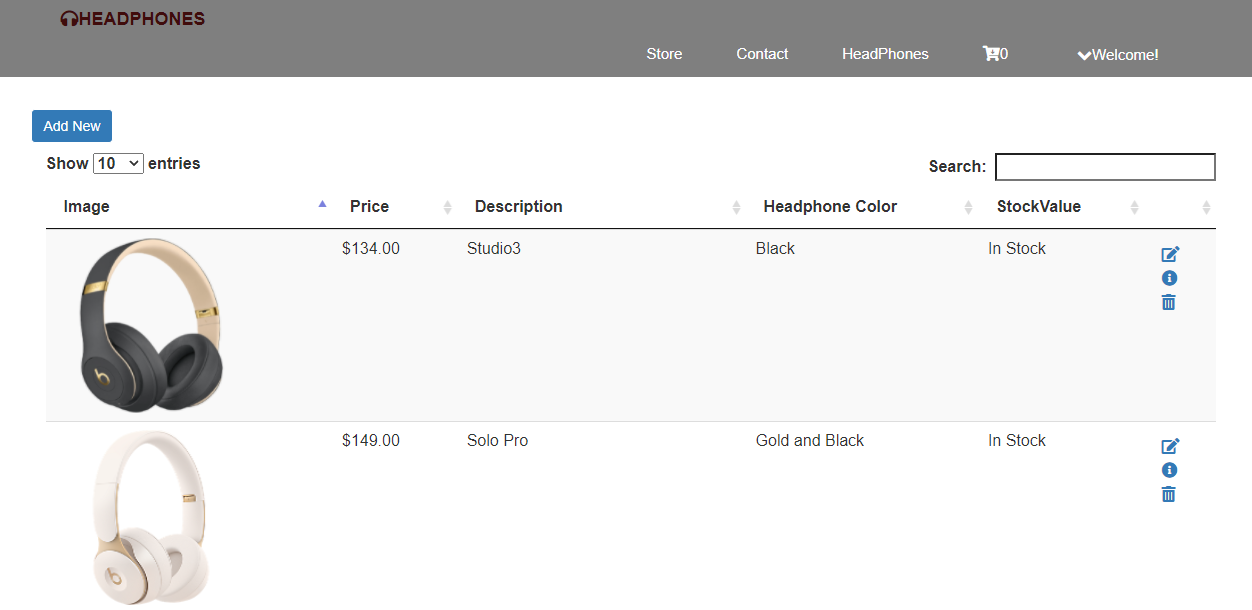 HEADPHONES
Store Contact HeadPhones 0 Welcome!
Add New
Show 10 entries
Search:
Image Price Description Headphone Color StockValue
$134.00 Studio3 Black In Stock
$149.00 Solo Pro Gold and Black In Stock